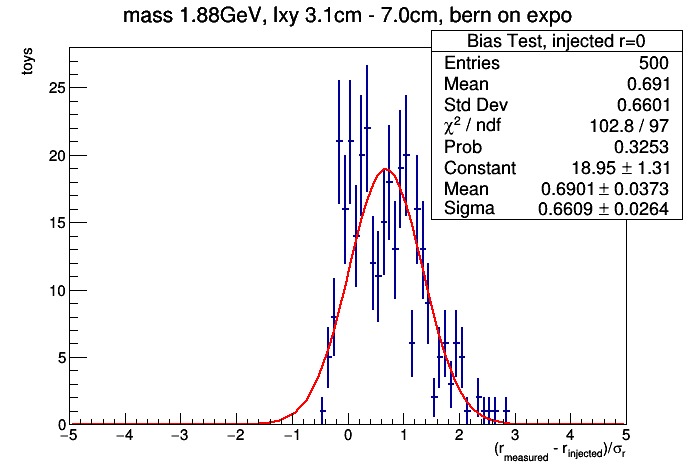 mass 1.88GeV, lxy 3.1cm - 7.0cm, bern on expo
toys
Bias Test, injected r=0
Entries 500
Mean 0.691
Std Dev 0.6601
χ² / ndf 102.8 / 97
Prob 0.3253
Constant 18.95 ± 1.31
Mean 0.6901 ± 0.0373
Sigma 0.6609 ± 0.0264
25
20
15
10
5
0
−5 −4 −3 −2 −1 0 1 2 3 4 5
(r_measured - r_injected)/σ_r